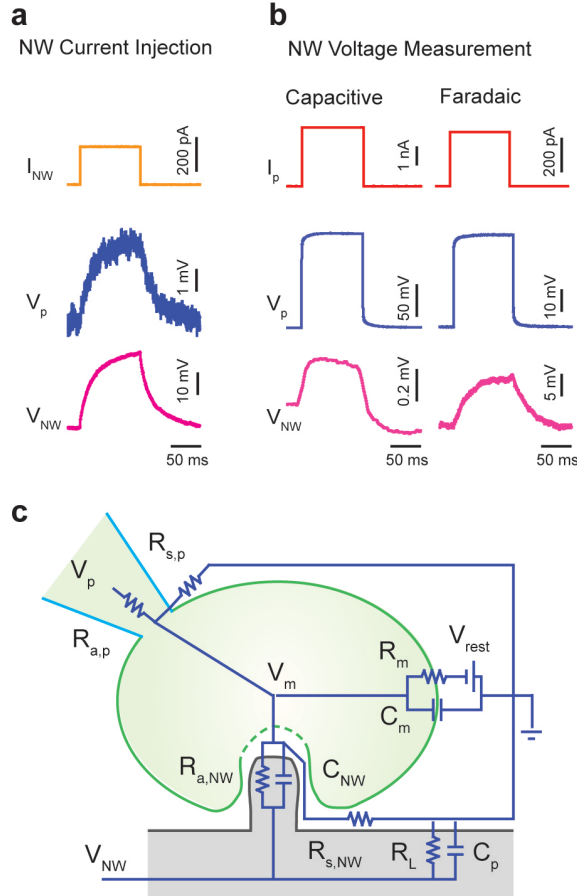 a
b
NW Current Injection
NW Voltage Measurement
Capacitive
Faradaic
I_NW
200 pA
I_p
1 nA
200 pA
V_p
1 mV
V_p
50 mV
10 mV
V_NW
10 mV
V_NW
0.2 mV
5 mV
50 ms
50 ms
50 ms
c
R_s,p
V_p
R_a,p
V_m
R_m
V_rest
C_m
R_a,NW
C_NW
V_NW
R_s,NW
R_L
C_p